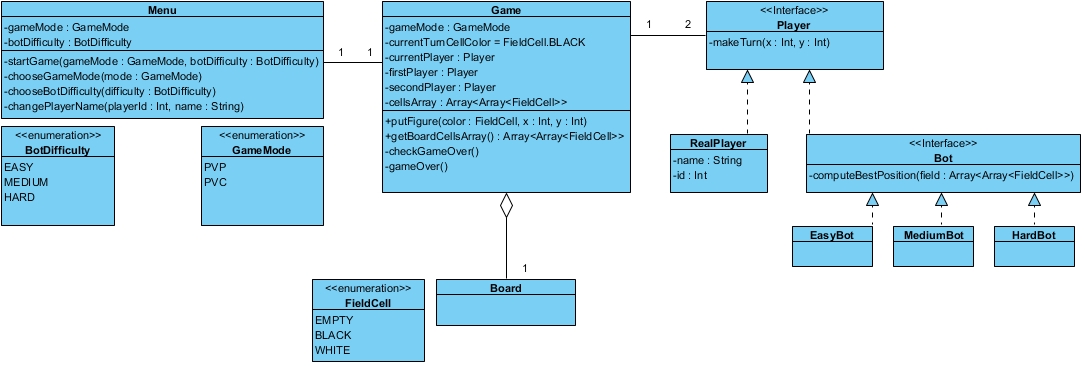 Menu
-gameMode : GameMode
-botDifficulty : BotDifficulty
-startGame(gameMode : GameMode, botDifficulty : BotDifficulty)
-chooseGameMode(mode : GameMode)
-chooseBotDifficulty(difficulty : BotDifficulty)
-changePlayerName(playerId : Int, name : String)
1
1
Game
-gameMode : GameMode
-currentTurnCellColor = FieldCell.BLACK
-currentPlayer : Player
-firstPlayer : Player
-secondPlayer : Player
-cellsArray : Array<Array<FieldCell>>
+putFigure(color : FieldCell, x : Int, y : Int)
+getBoardCellsArray() : Array<Array<FieldCell>>
-checkGameOver()
-gameOver()
1
2
<<Interface>>
Player
-makeTurn(x : Int, y : Int)
<<enumeration>>
BotDifficulty
EASY
MEDIUM
HARD
<<enumeration>>
GameMode
PVP
PVC
RealPlayer
-name : String
-id : Int
<<Interface>>
Bot
-computeBestPosition(field : Array<Array<FieldCell>>)
EasyBot
MediumBot
HardBot
1
<<enumeration>>
FieldCell
EMPTY
BLACK
WHITE
Board